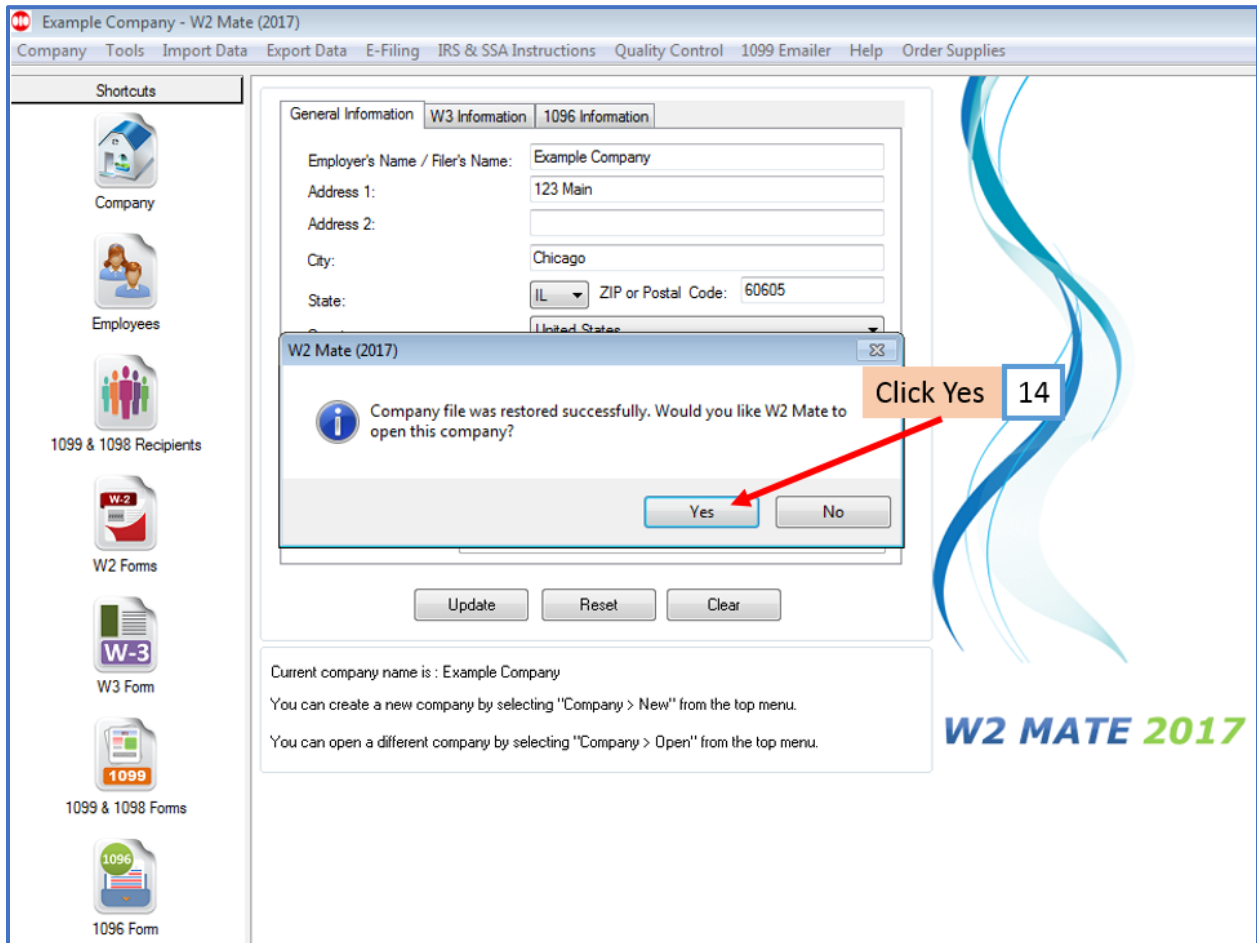 Example Company - W2 Mate (2017)
Company Tools Import Data Export Data E-Filing IRS & SSA Instructions Quality Control 1099 Emailer Help Order Supplies
Shortcuts
Company
Employees
1099 & 1098 Recipients
W-2
W2 Forms
W-3
W3 Form
1099
1099 & 1098 Forms
1096
1096 Form
General Information W3 Information 1096 Information
Employer's Name / Filer's Name: Example Company
Address 1: 123 Main
Address 2:
City: Chicago
State: IL ZIP or Postal Code: 60605
United States
W2 Mate (2017)
Company file was restored successfully. Would you like W2 Mate to
open this company?
Yes No
Click Yes 14
Update Reset Clear
Current company name is : Example Company
You can create a new company by selecting "Company > New" from the top menu.
You can open a different company by selecting "Company > Open" from the top menu.
W2 MATE 2017